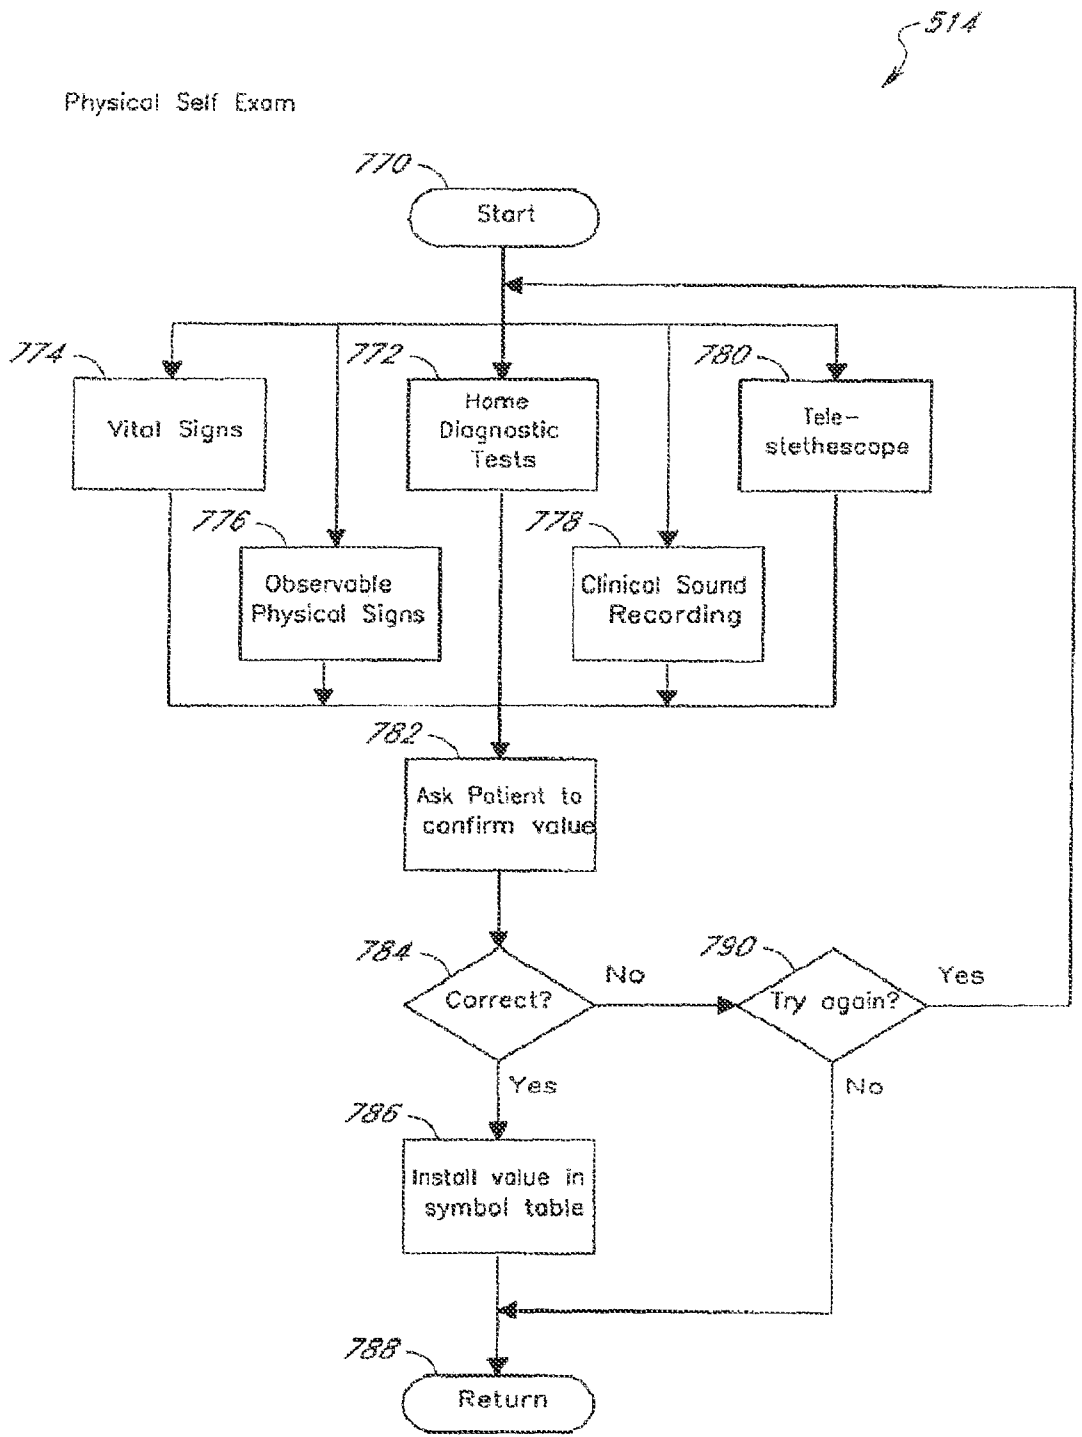 514
Physical Self Exam
770
Start
774
772
780
Vital Signs
Home
Diagnostic
Tests
Tele-
stethescope
776
778
Observable
Physical Signs
Clinical Sound
Recording
782
Ask Patient to
confirm value
784
No
790
Yes
Correct?
Try again?
Yes
No
786
Install value in
symbol table
788
Return